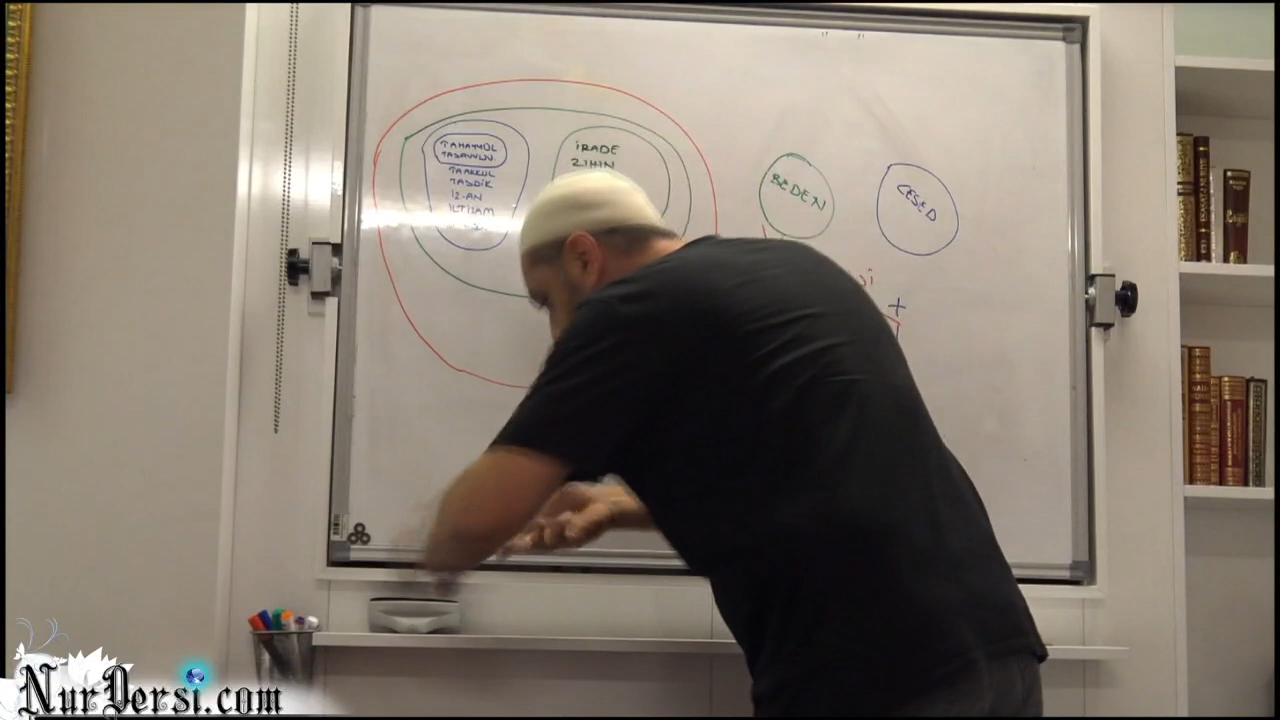 TAHAYYÜL
TASAVVUR
TAAKKUL
TASDİK
İZ-AN
İLTİZAM
İRADE
ZİHİN
BEDEN
CESED
+
NurDersi.com